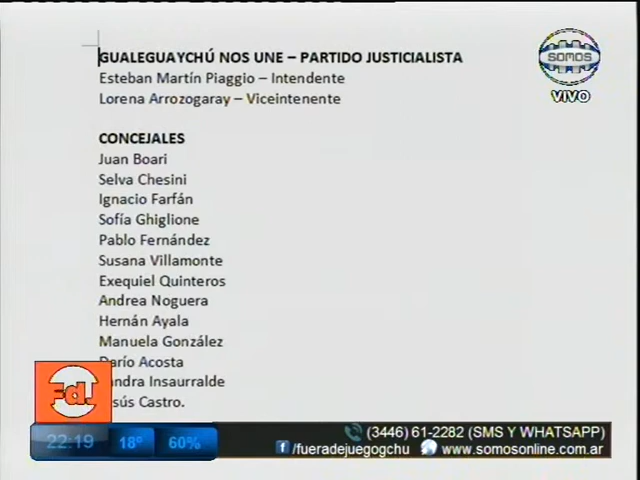 GUALEGUAYCHÚ NOS UNE – PARTIDO JUSTICIALISTA
Esteban Martín Piaggio – Intendente
Lorena Arrozogaray – Viceintenente
SOMOS
VIVO
CONCEJALES
Juan Boari
Selva Chesini
Ignacio Farfán
Sofía Ghiglione
Pablo Fernández
Susana Villamonte
Exequiel Quinteros
Andrea Noguera
Hernán Ayala
Manuela González
Darío Acosta
Insaurralde
Castro.
FdJ
22:19 18º 60%
(3446) 61-2282 (SMS Y WHATSAPP)
f /fueradejuegogchu www.somosonline.com.ar